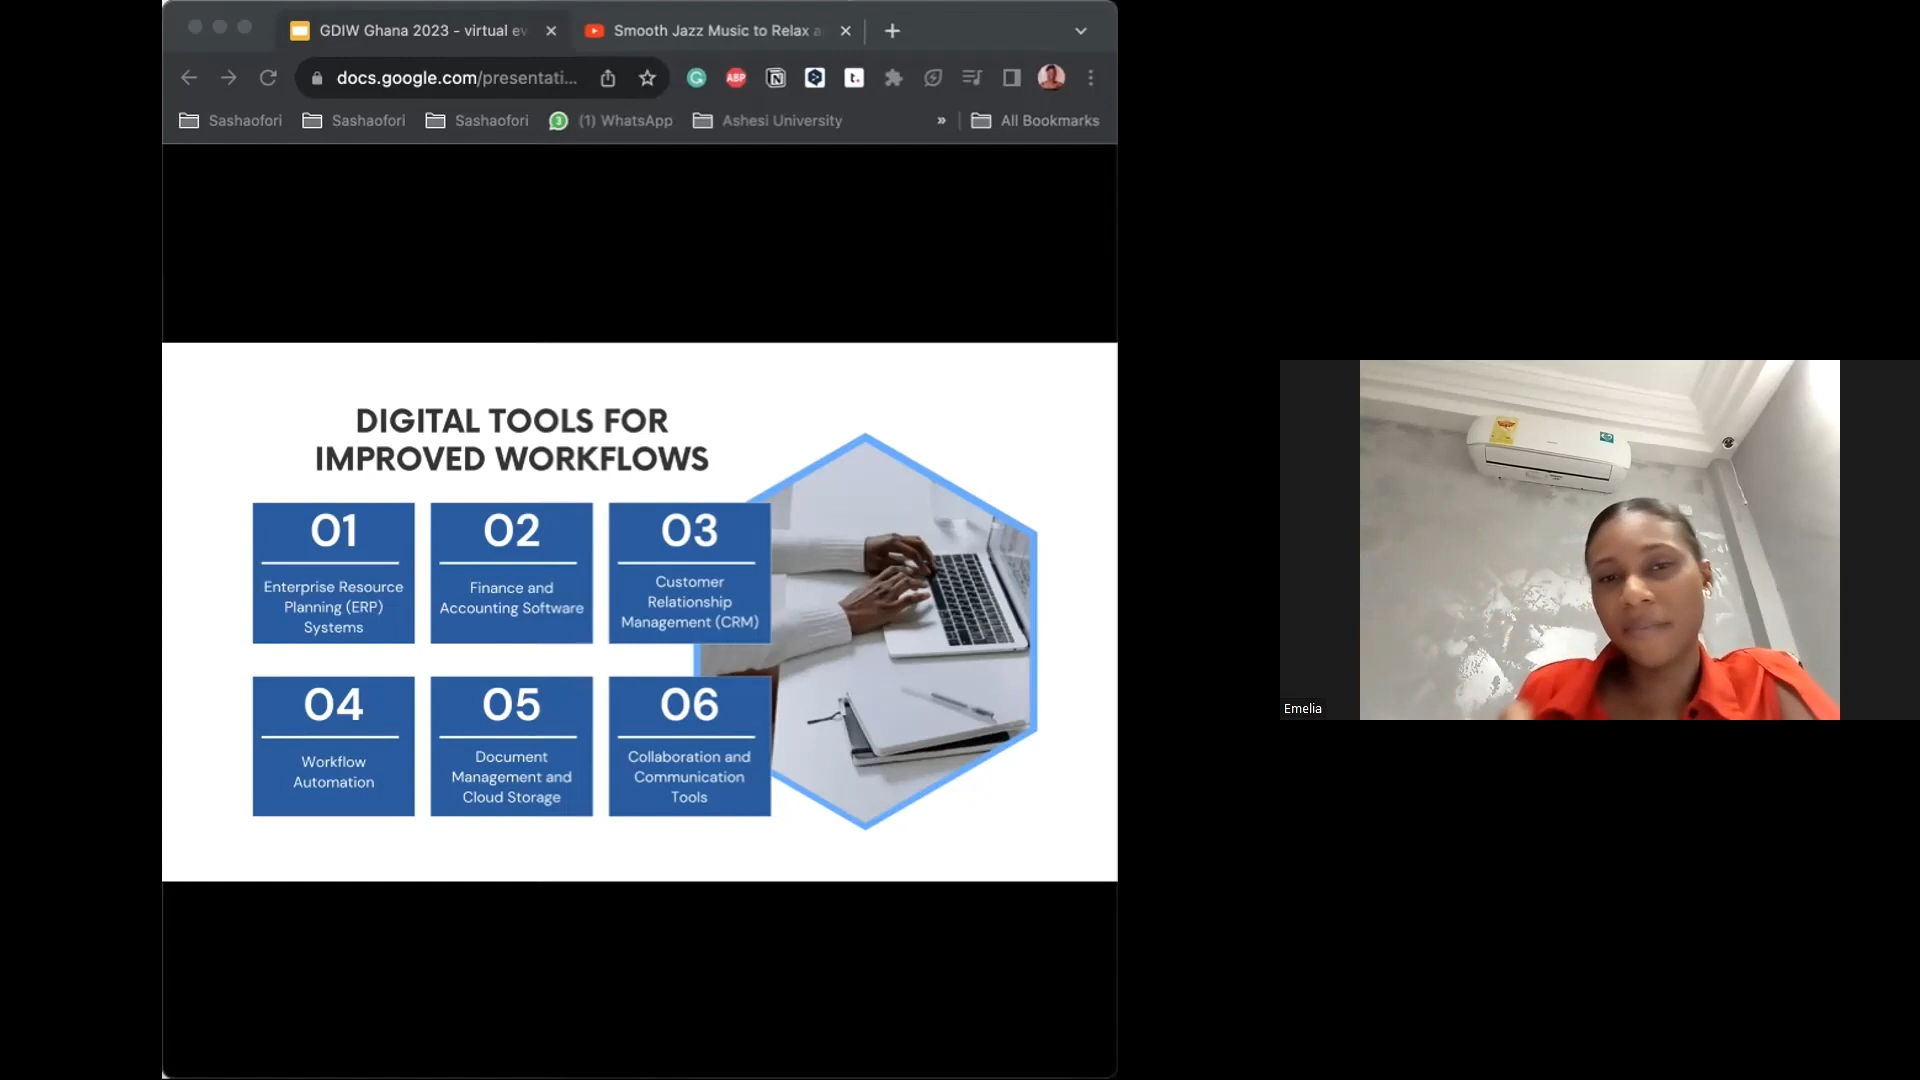 GDIW Ghana 2023 - virtual ev
Smooth Jazz Music to Relax a
docs.google.com/presentati...
ABP
t.
Sashaofori
Sashaofori
Sashaofori
3
(1) WhatsApp
Ashesi University
»
All Bookmarks
DIGITAL TOOLS FOR
IMPROVED WORKFLOWS
01
Enterprise Resource
Planning (ERP)
Systems
02
Finance and
Accounting Software
03
Customer
Relationship
Management (CRM)
04
Workflow
Automation
05
Document
Management and
Cloud Storage
06
Collaboration and
Communication
Tools
Emelia